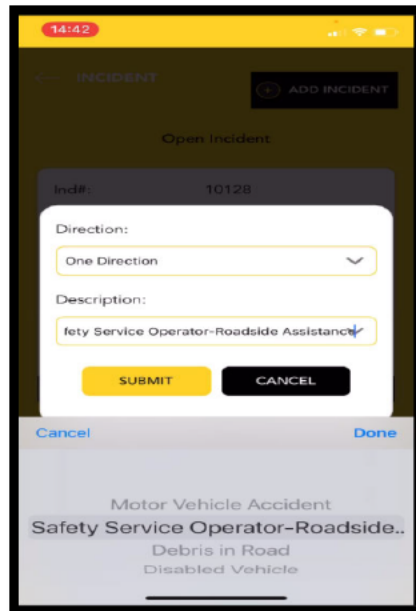 14:42
INCIDENT
ADD INCIDENT
Open Incident
Ind#: 10128
Direction:
One Direction
Description:
fety Service Operator-Roadside Assistance
SUBMIT CANCEL
Cancel Done
Motor Vehicle Accident
Safety Service Operator-Roadside..
Debris in Road
Disabled Vehicle